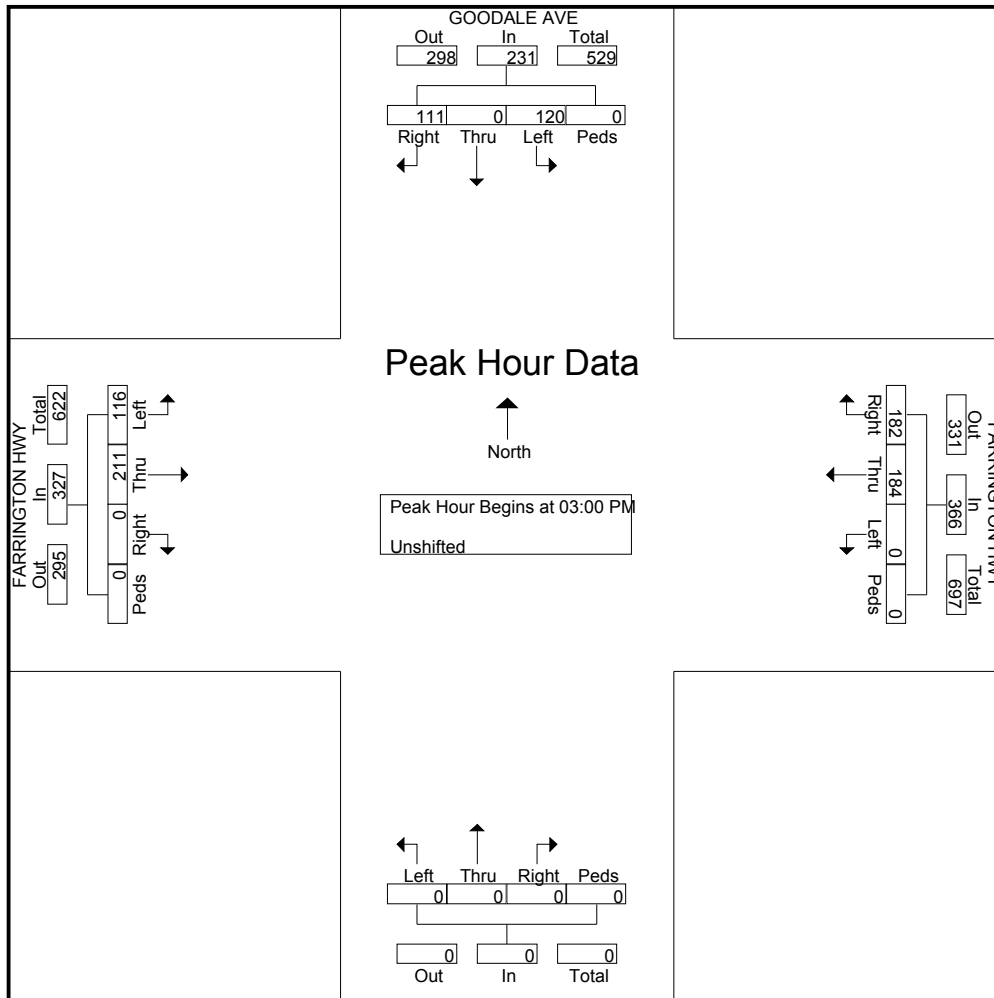 GOODALE AVE
Out In Total
298 231 529
111 0 120 0
Right Thru Left Peds
Peak Hour Data
North
Peak Hour Begins at 03:00 PM
Unshifted
FARRINGTON HWY
Out In Total
295 327 622
116 211 0 0
Left Thru Right Peds
FARRINGTON HWY
Out In Total
331 366 697
182 184 0 0
Right Thru Left Peds
Left Thru Right Peds
0 0 0 0
0 0 0
Out In Total